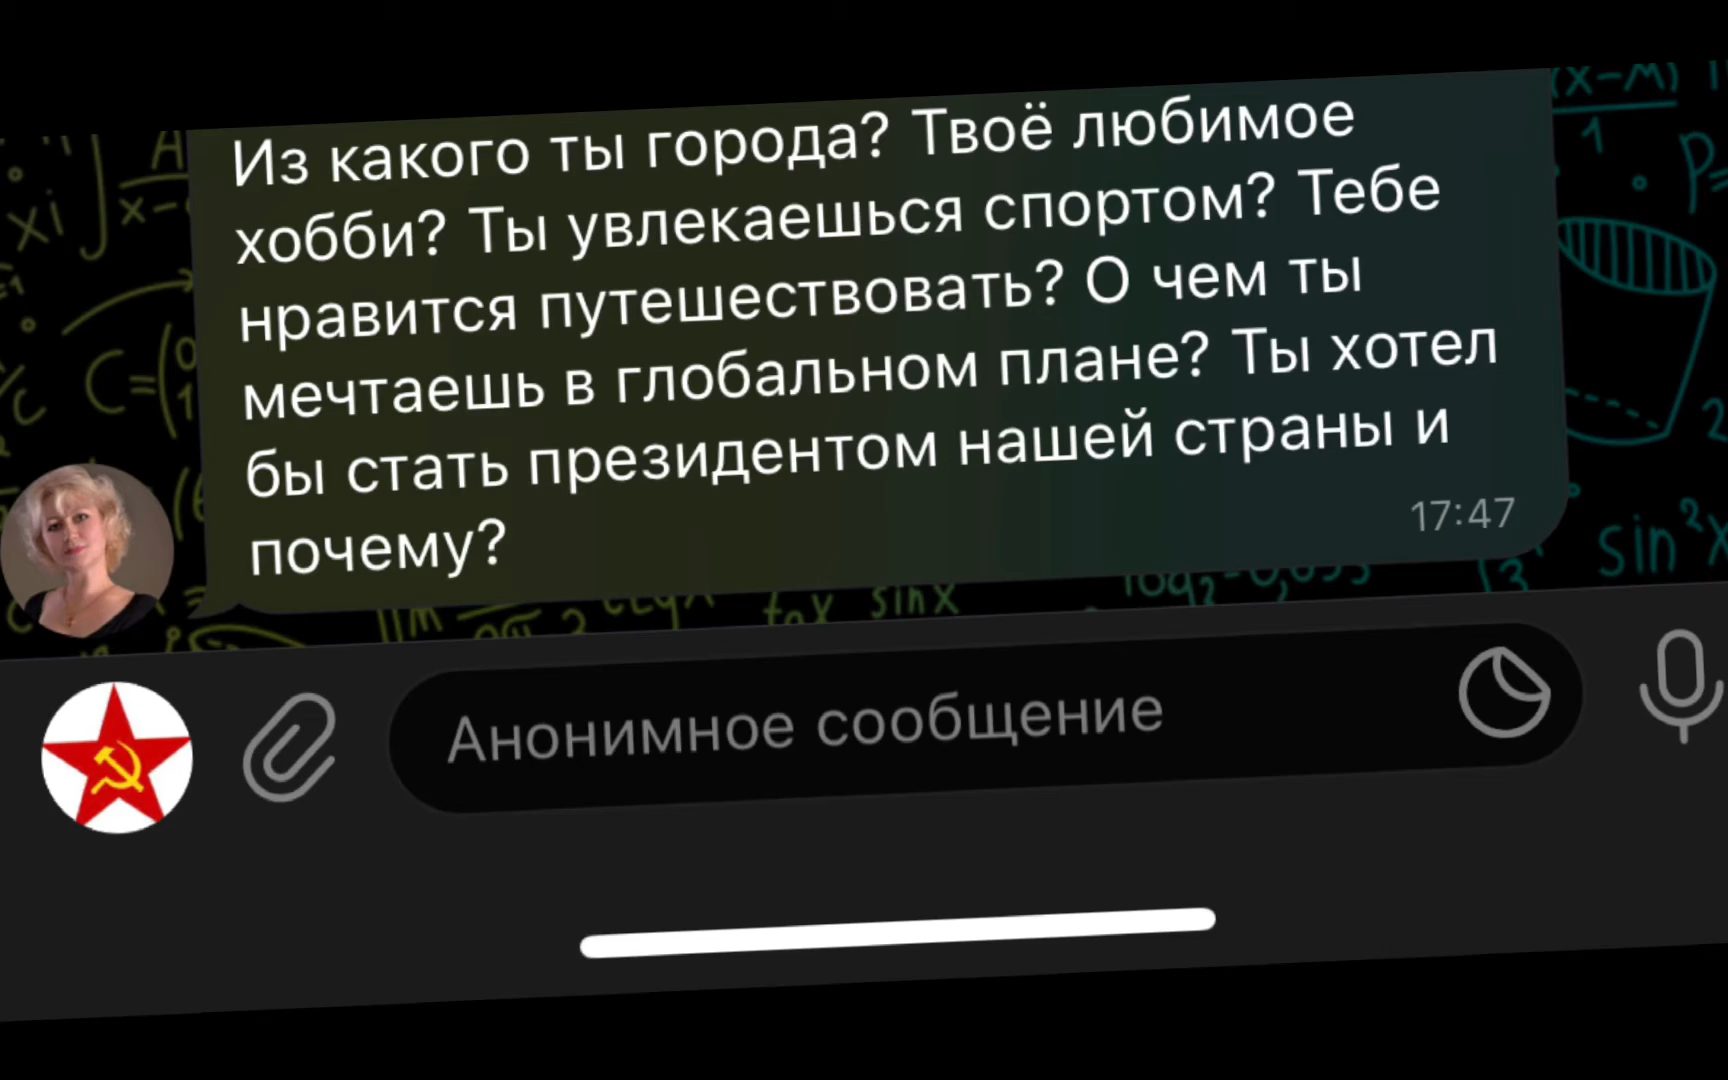 Из какого ты города? Твоё любимое
хобби? Ты увлекаешься спортом? Тебе
нравится путешествовать? О чем ты
мечтаешь в глобальном плане? Ты хотел
бы стать президентом нашей страны и
почему?
17:47
Анонимное сообщение